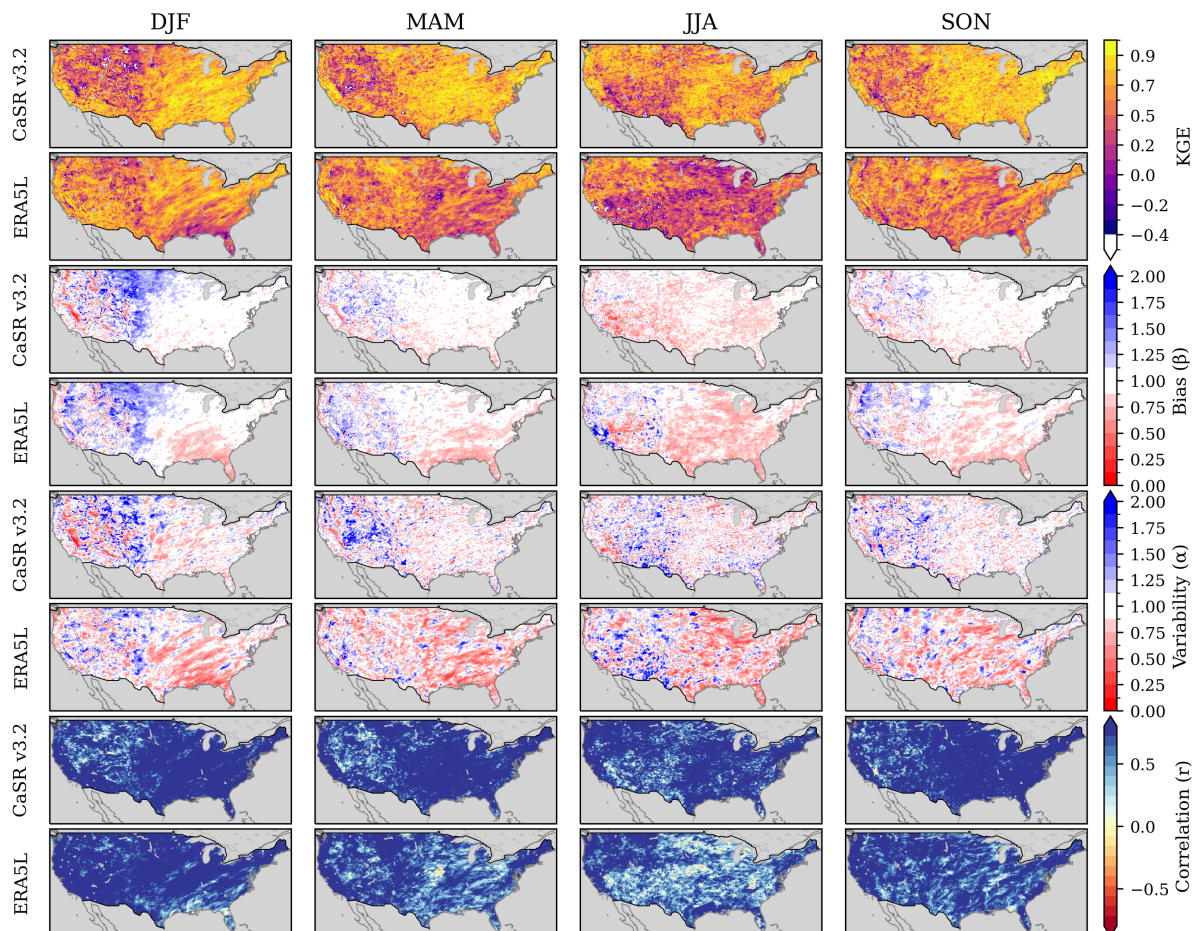 DJF MAM JJA SON
CaSR v3.2
ERA5L
CaSR v3.2
ERA5L
CaSR v3.2
ERA5L
CaSR v3.2
ERA5L
0.9
0.7
0.5
0.2
0.0
−0.2
−0.4
KGE
2.00
1.75
1.50
1.25
1.00
0.75
0.50
0.25
0.00
Bias (β)
2.00
1.75
1.50
1.25
1.00
0.75
0.50
0.25
0.00
Variability (α)
0.5
0.0
−0.5
Correlation (r)